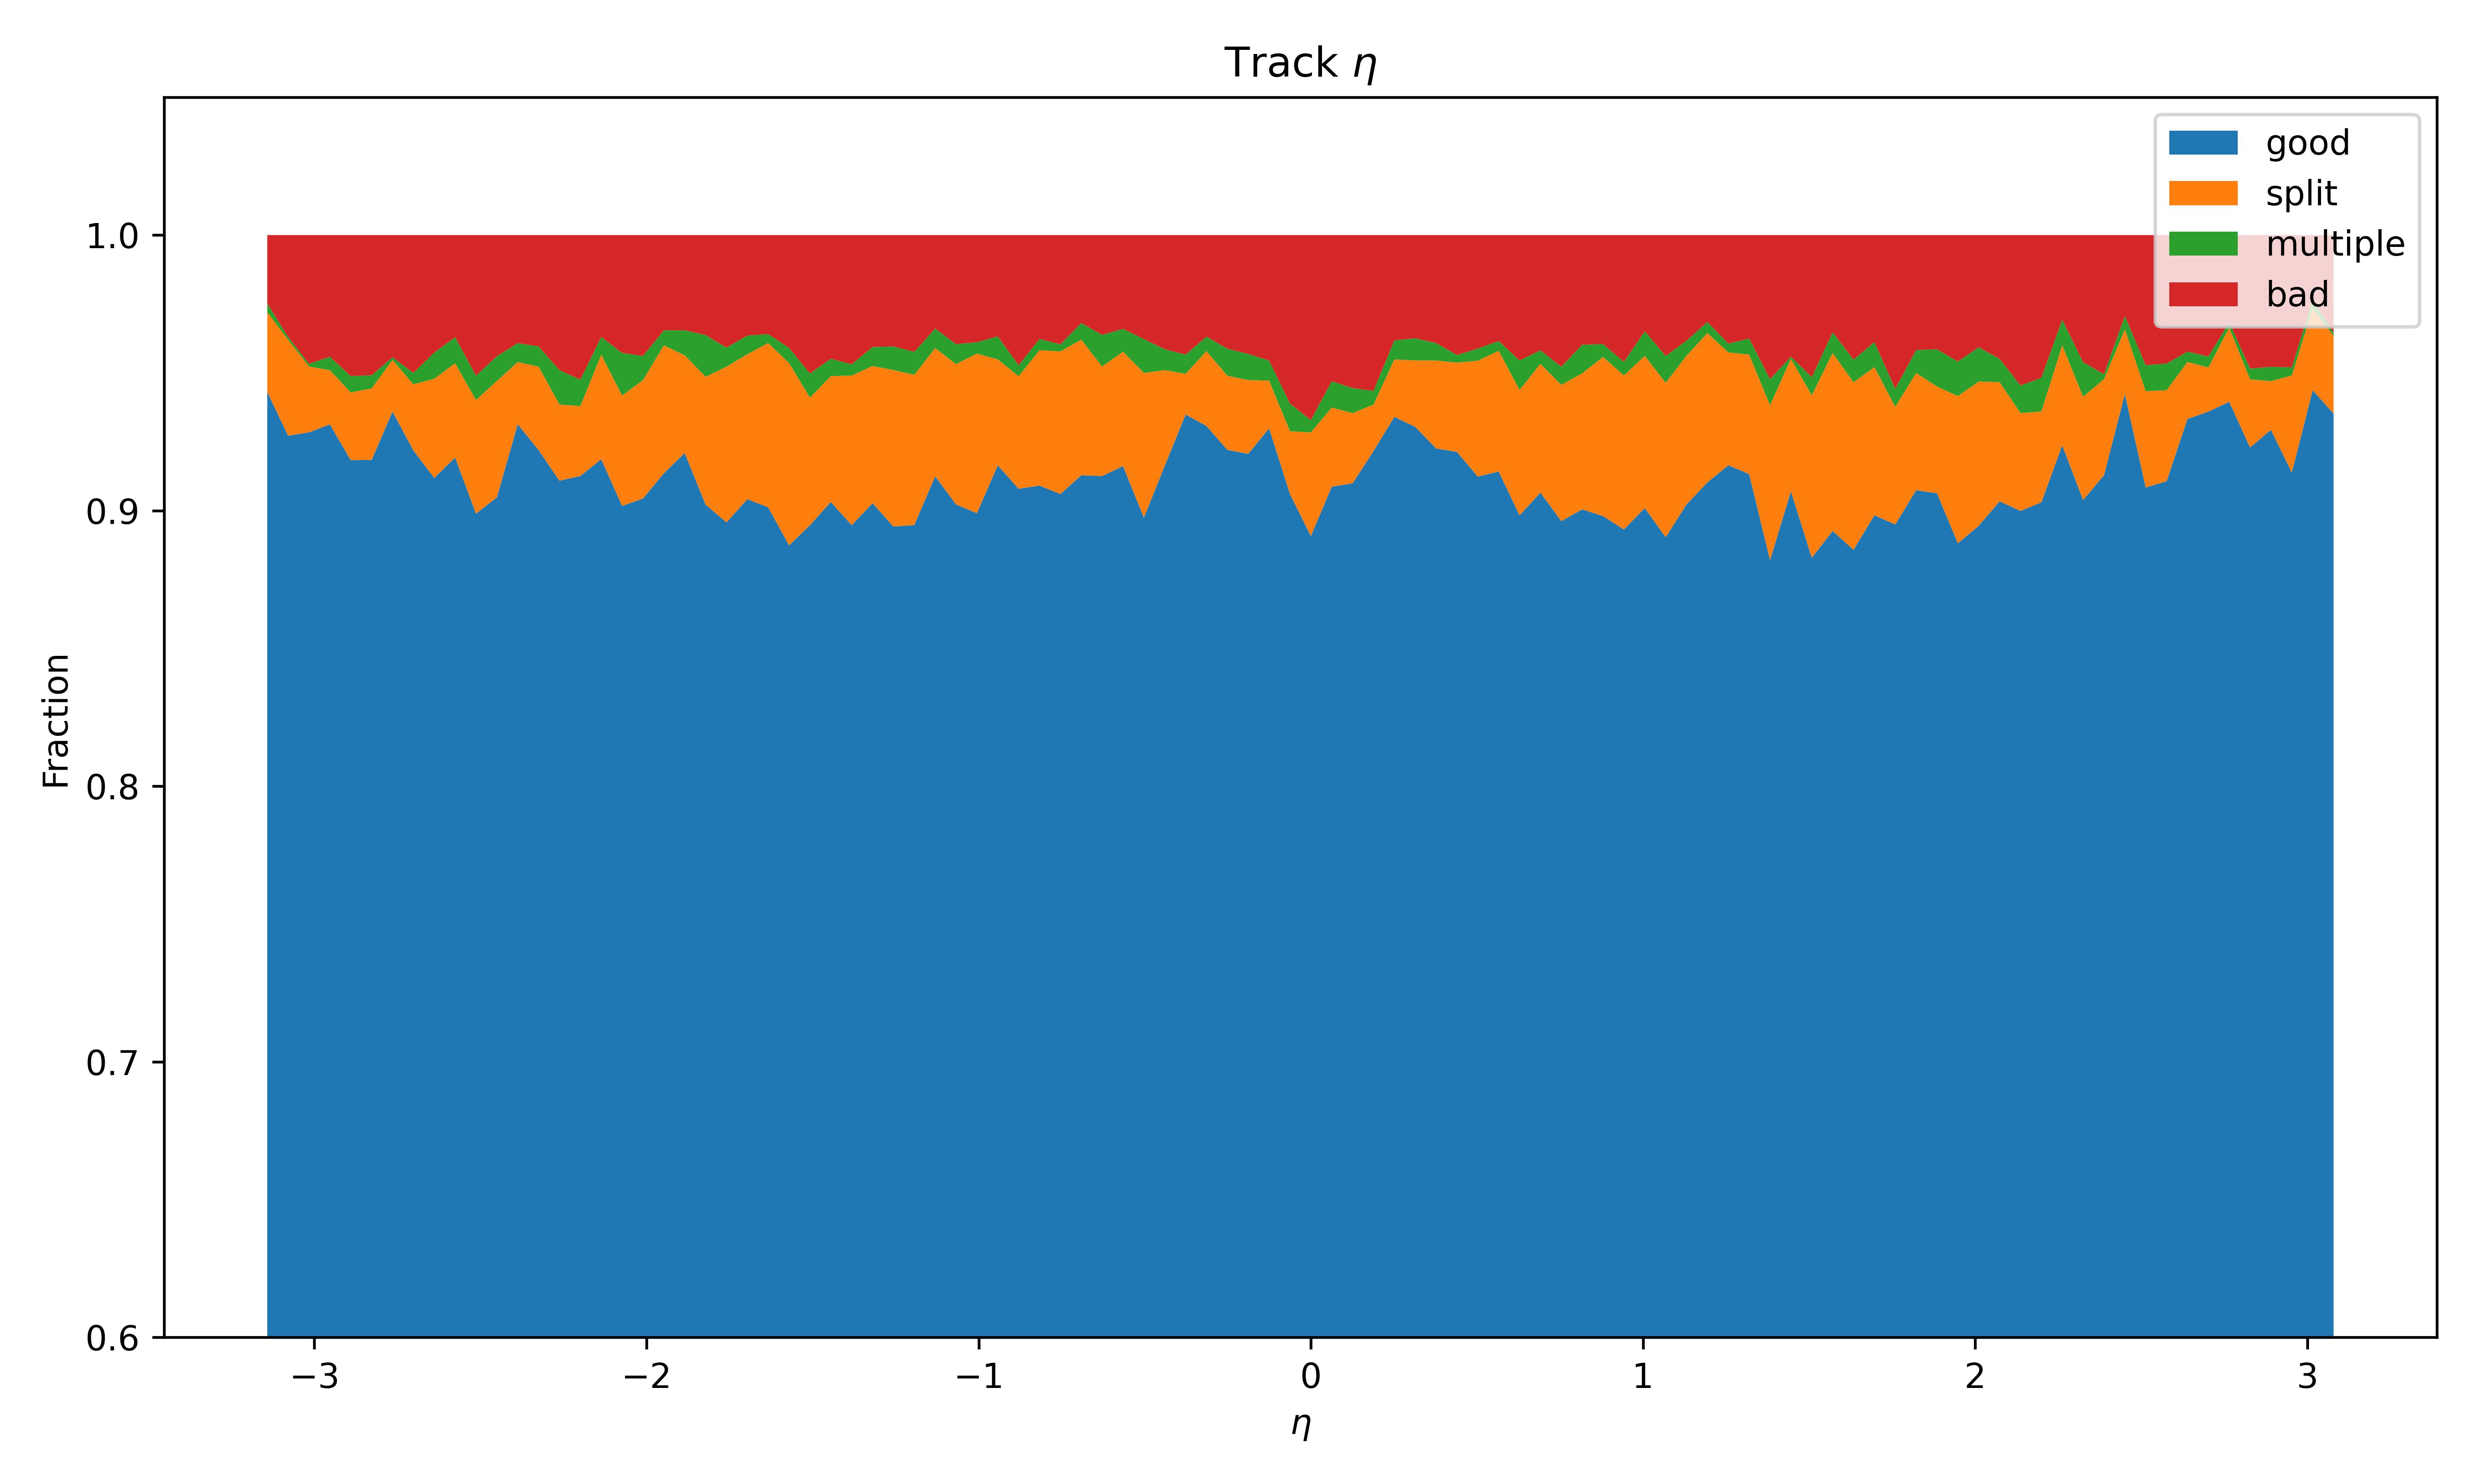 Track η
good
split
multiple
bad
1.0
0.9
0.8
0.7
0.6
Fraction
−3 −2 −1 0 1 2 3
η